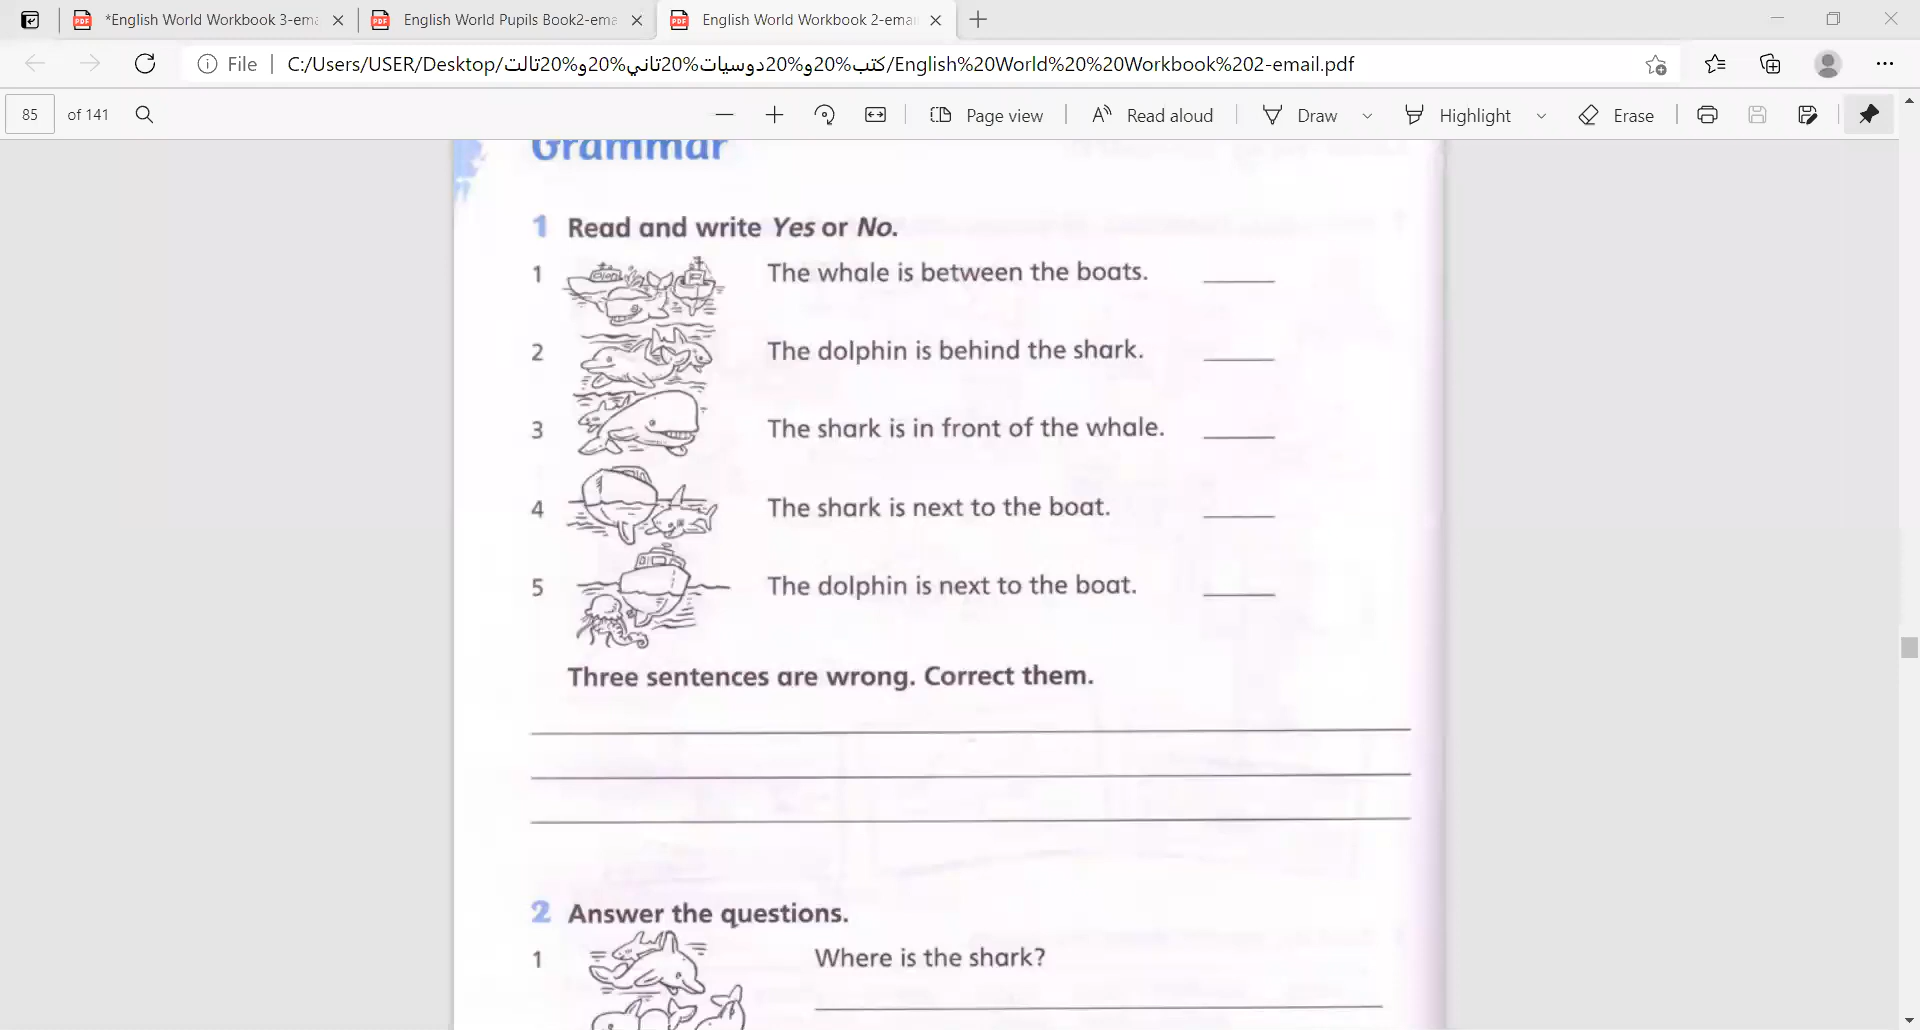 *English World Workbook 3-ema
English World Pupils Book2-ema
English World Workbook 2-emai
File
C:/Users/USER/Desktop/كتب%20و%20دوسيات%20تاني%20و%20تالت/English%20World%20%20Workbook%202-email.pdf
85 of 141
Page view
Read aloud
Draw
Highlight
Erase
Grammar
1 Read and write Yes or No.
1 The whale is between the boats.
2 The dolphin is behind the shark.
3 The shark is in front of the whale.
4 The shark is next to the boat.
5 The dolphin is next to the boat.
Three sentences are wrong. Correct them.
2 Answer the questions.
1 Where is the shark?